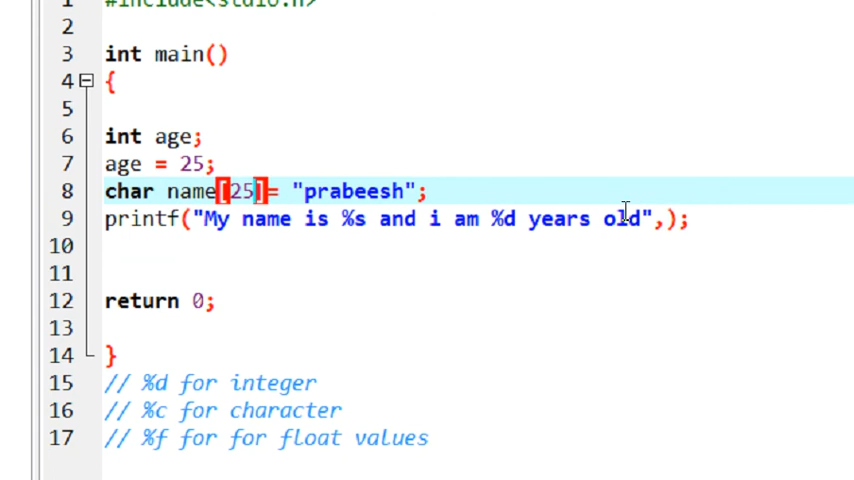 1 #include<stdio.h>
2
3 int main()
4 {
5
6 int age;
7 age = 25;
8 char name[25]= "prabeesh";
9 printf("My name is %s and i am %d years old",);
10
11
12 return 0;
13
14 }
15 // %d for integer
16 // %c for character
17 // %f for for float values